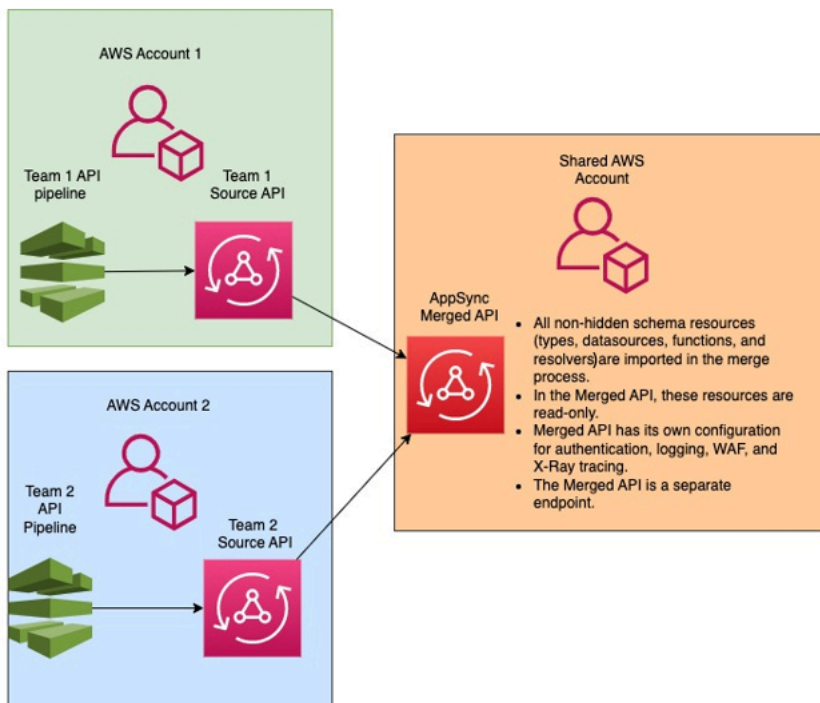 AWS Account 1
Team 1 API
pipeline
Team 1
Source API
AWS Account 2
Team 2
API
Pipeline
Team 2
Source API
Shared AWS
Account
AppSync
Merged API
• All non-hidden schema resources
(types, datasources, functions, and
resolvers)are imported in the merge
process.
• In the Merged API, these resources are
read-only.
• Merged API has its own configuration
for authentication, logging, WAF, and
X-Ray tracing.
• The Merged API is a separate
endpoint.